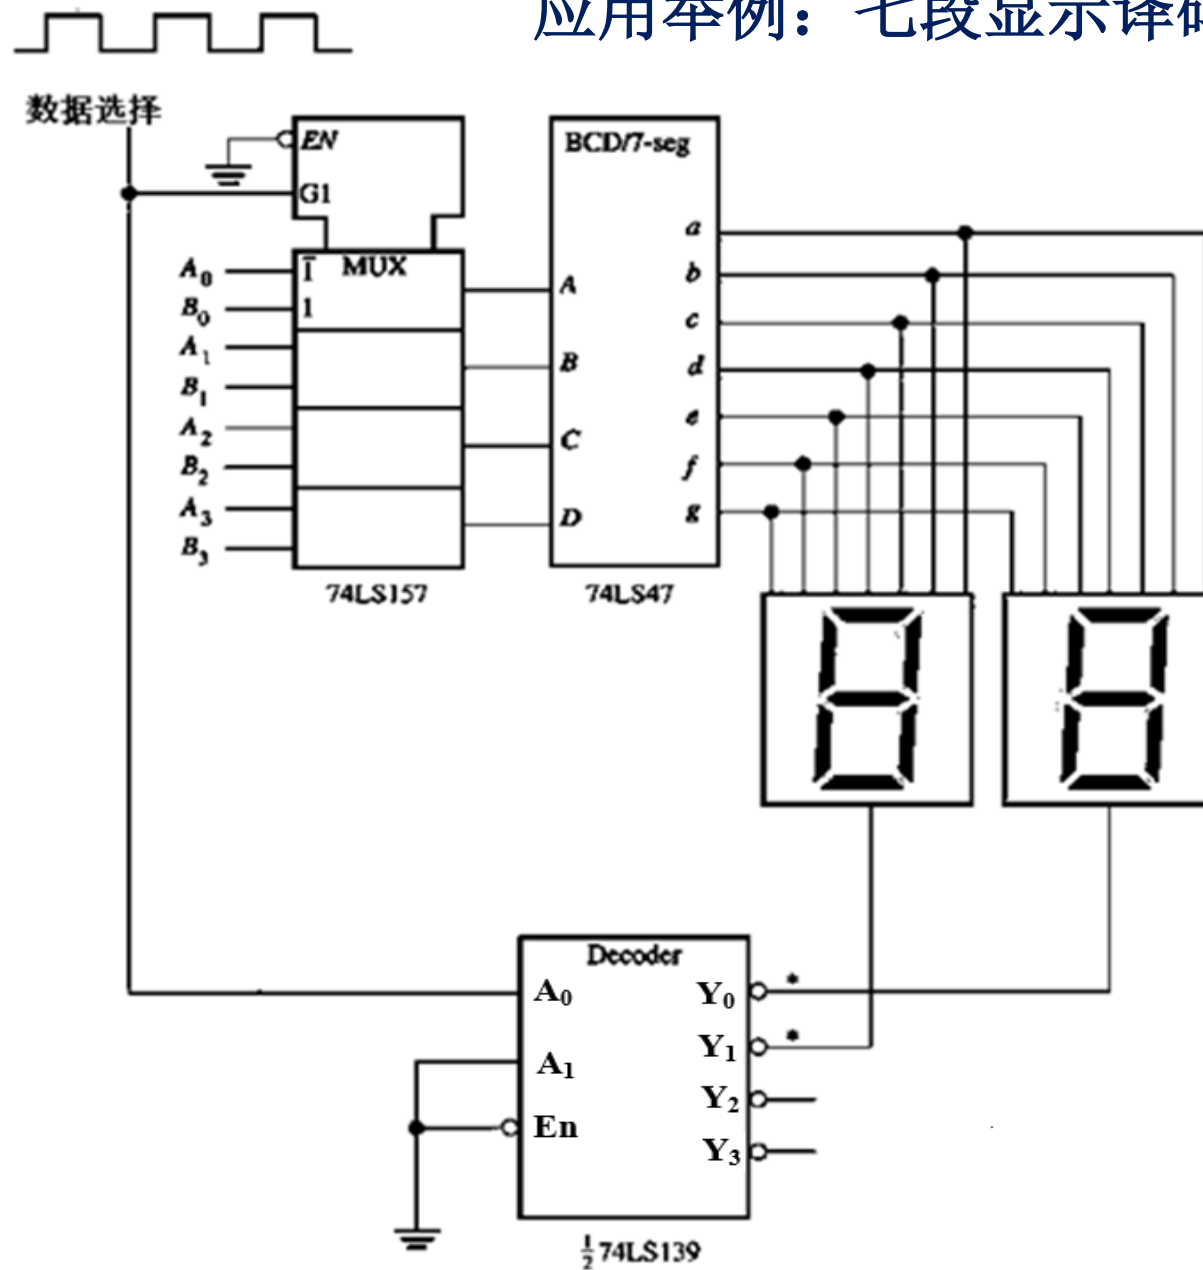 应用举例：七段显示译码
数据选择
EN
G1
A0
B0
A1
B1
A2
B2
A3
B3
1̅ MUX
1
74LS157
BCD/7-seg
A
B
C
D
a
b
c
d
e
f
g
74LS47
Decoder
A0
A1
En
Y0 *
Y1 *
Y2
Y3
½ 74LS139